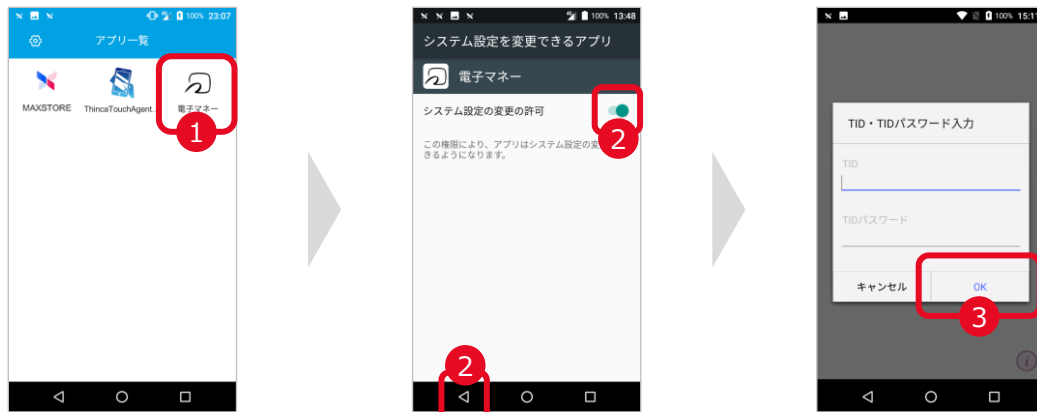 100% 23:07
アプリ一覧
MAXSTORE
ThincaTouchAgent..
電子マネー
1
100% 13:48
システム設定を変更できるアプリ
電子マネー
システム設定の変更の許可
2
この権限により、アプリはシステム設定の変
きるようになります。
2
100% 15:1
TID・TIDパスワード入力
TID
TIDパスワード
キャンセル
OK
3